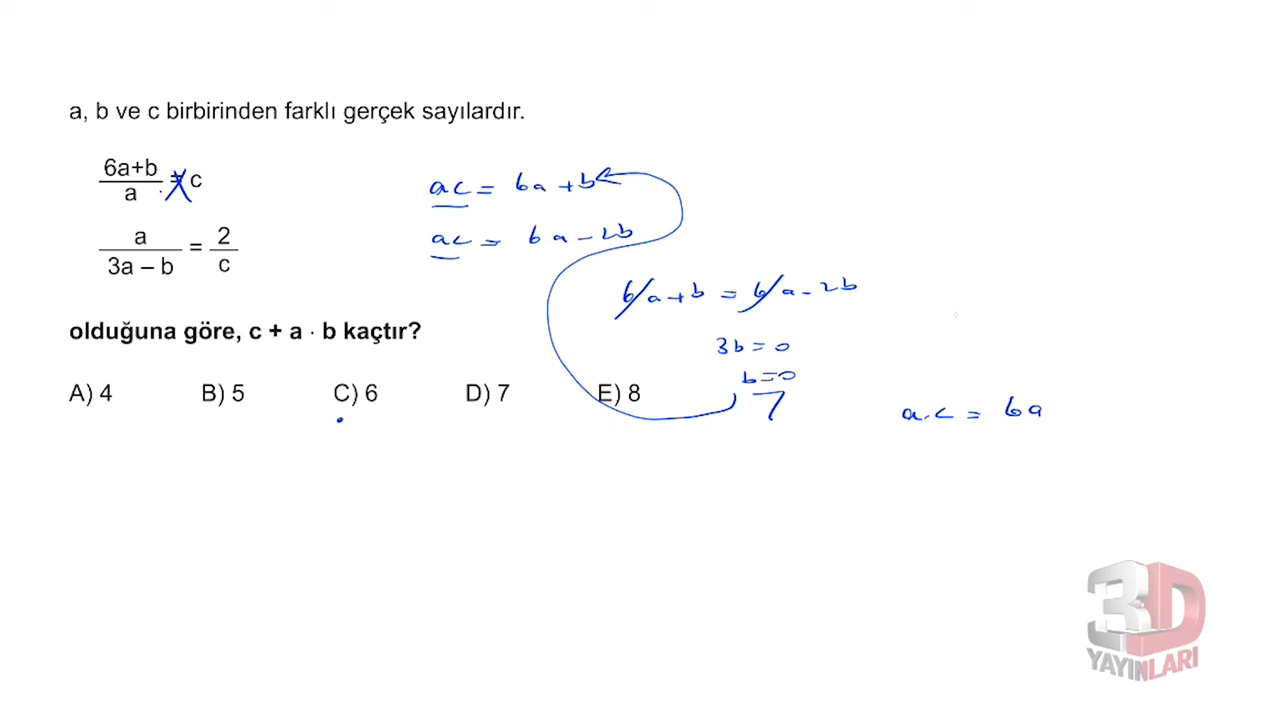 a, b ve c birbirinden farklı gerçek sayılardır.
6a+b
a
= c
a
3a – b
=
2
c
olduğuna göre, c + a · b kaçtır?
A) 4 B) 5 C) 6 D) 7 E) 8
ac = 6a + b
ac = 6a - 2b
6a + b = 6a - 2b
3b = 0
b = 0
a.c = 6a
3D
YAYINLARI